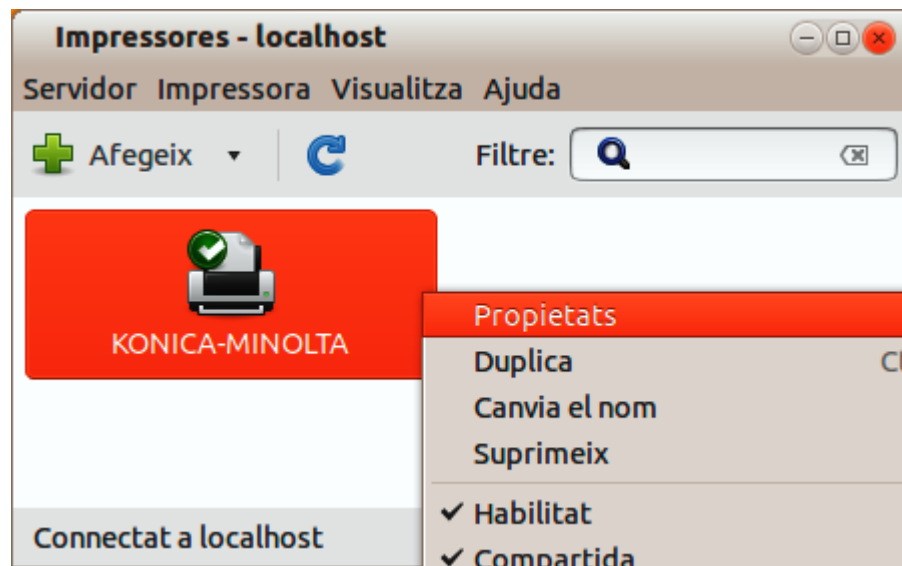 Impressores - localhost
Servidor Impressora Visualitza Ajuda
Afegeix Filtre:
KONICA-MINOLTA
Propietats
Duplica
Canvia el nom
Suprimeix
Habilitat
Compartida
Connectat a localhost